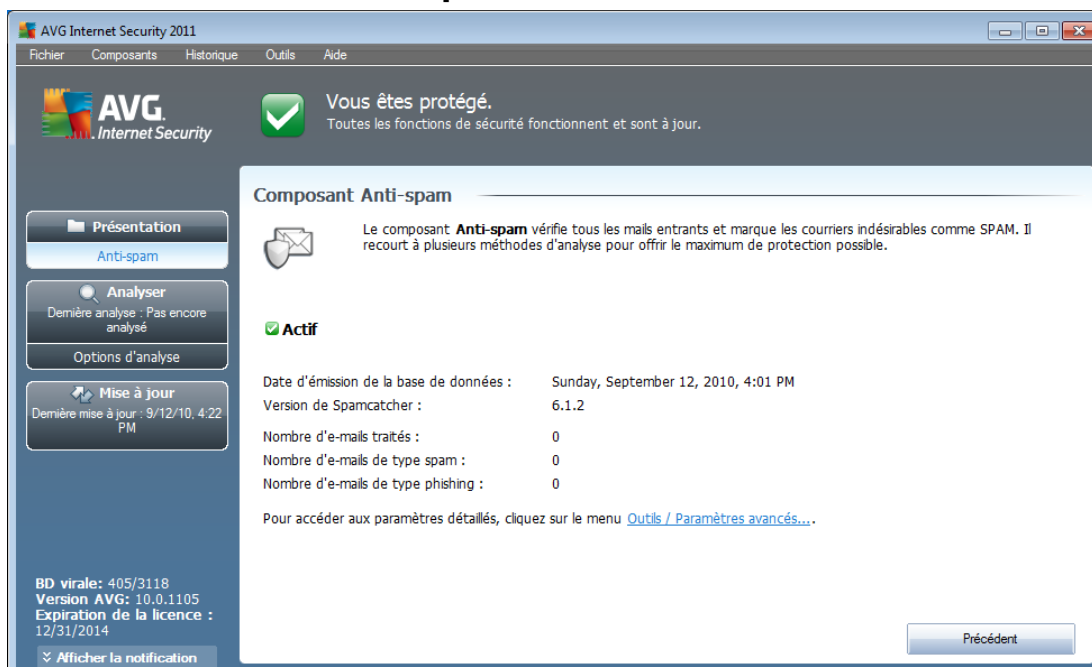 AVG Internet Security 2011
Fichier Composants Historique Outils Aide
AVG.
Internet Security
Vous êtes protégé.
Toutes les fonctions de sécurité fonctionnent et sont à jour.
Présentation
Anti-spam
Analyser
Dernière analyse : Pas encore
analysé
Options d'analyse
Mise à jour
Dernière mise à jour : 9/12/10, 4:22
PM
BD virale: 405/3118
Version AVG: 10.0.1105
Expiration de la licence :
12/31/2014
Afficher la notification
Composant Anti-spam
Le composant Anti-spam vérifie tous les mails entrants et marque les courriers indésirables comme SPAM. Il
recourt à plusieurs méthodes d'analyse pour offrir le maximum de protection possible.
Actif
Date d'émission de la base de données : Sunday, September 12, 2010, 4:01 PM
Version de Spamcatcher : 6.1.2
Nombre d'e-mails traités : 0
Nombre d'e-mails de type spam : 0
Nombre d'e-mails de type phishing : 0
Pour accéder aux paramètres détaillés, cliquez sur le menu Outils / Paramètres avancés....
Précédent